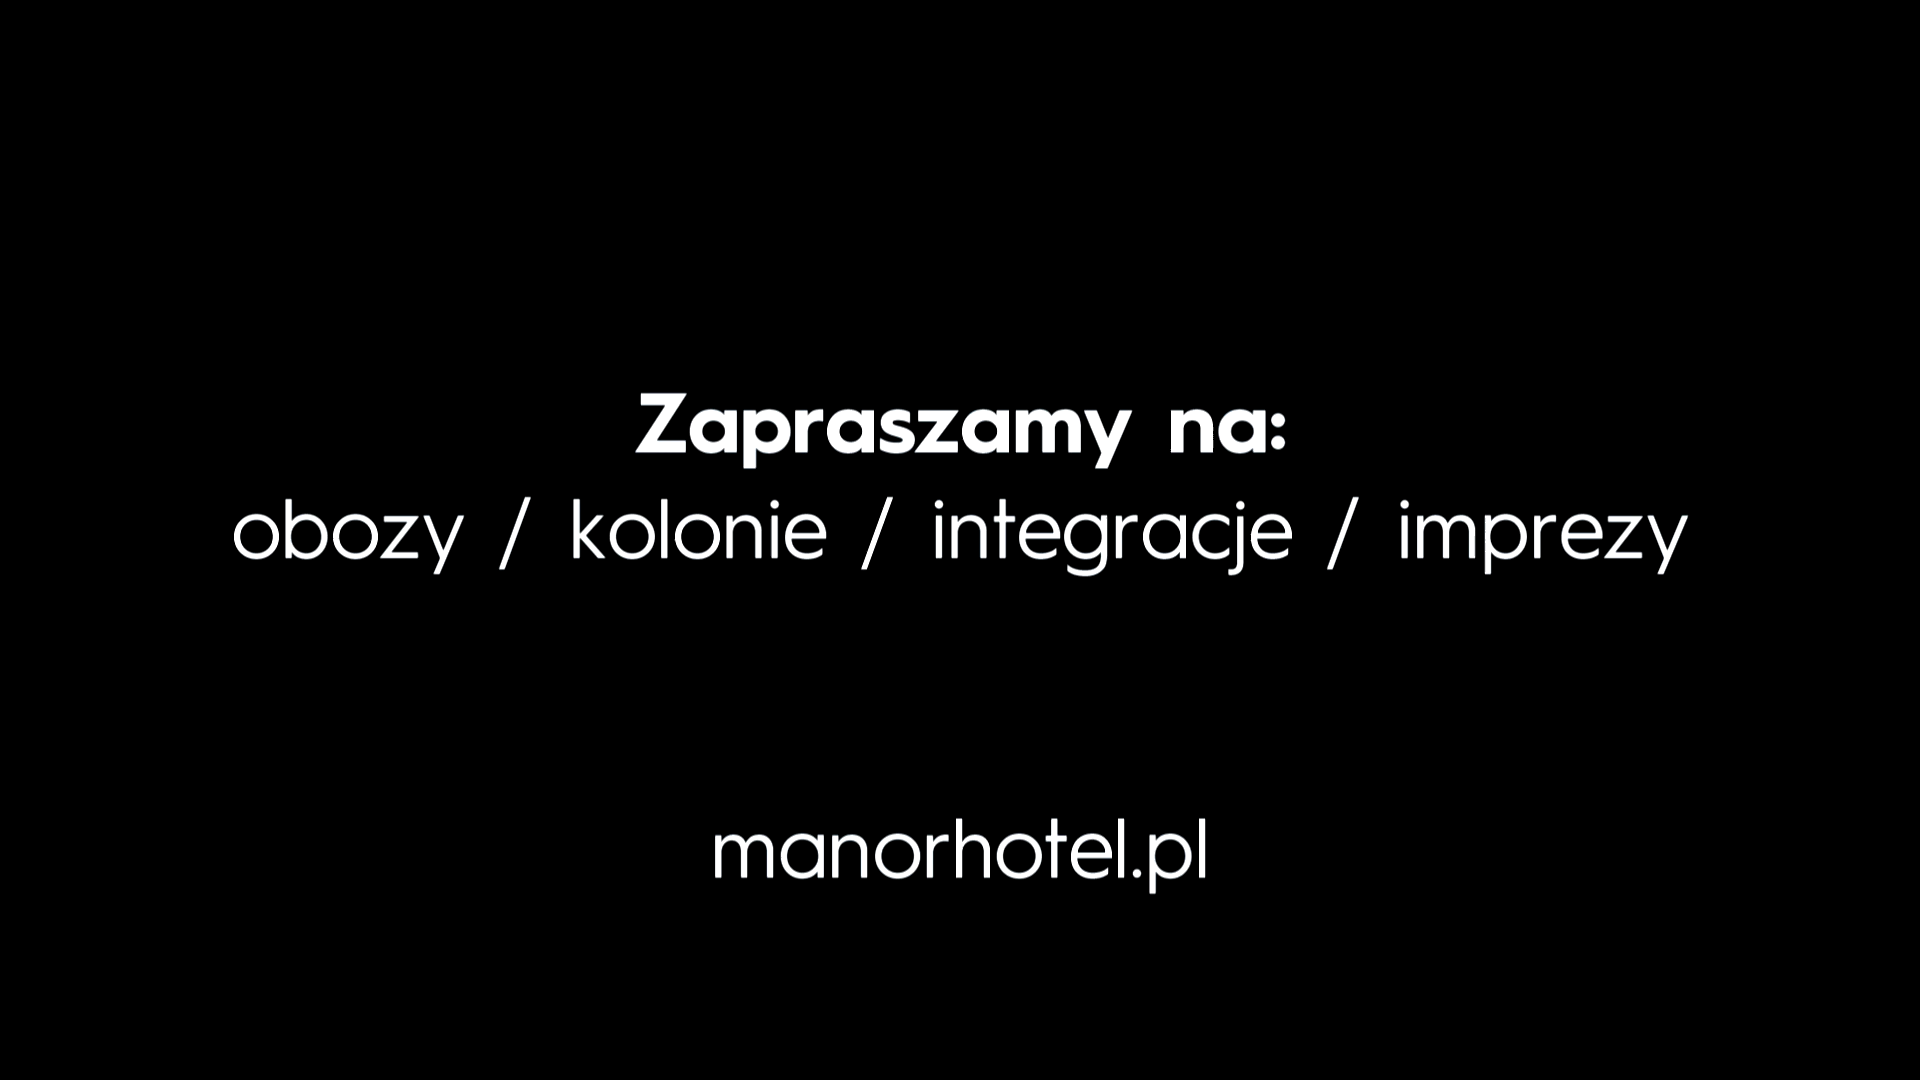 Zapraszamy na:
obozy / kolonie / integracje / imprezy
manorhotel.pl